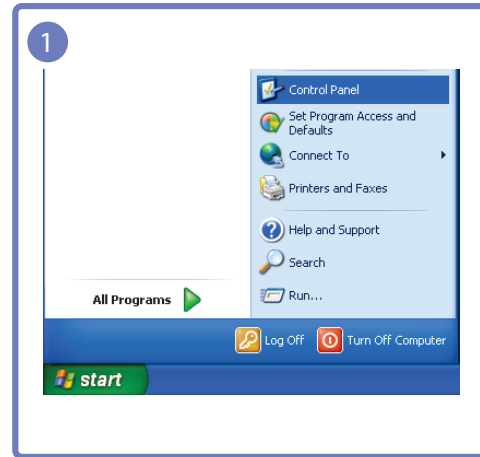 1
Control Panel
Set Program Access and
Defaults
Connect To
Printers and Faxes
Help and Support
Search
All Programs
Run...
Log Off
Turn Off Computer
start